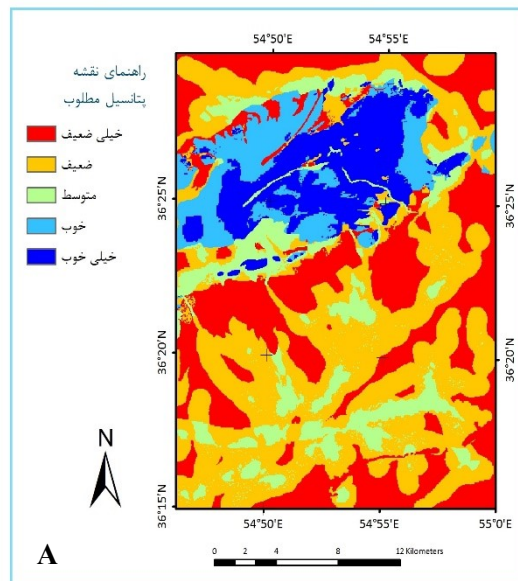 54°50'E 54°55'E
راهنمای نقشه
پتانسیل مطلوب
خیلی ضعیف
ضعیف
متوسط
خوب
خیلی خوب
36°25'N 36°25'N
36°20'N 36°20'N
36°15'N
54°50'E 54°55'E 55°0'E
N
A
0 2 4 8 12 Kilometers